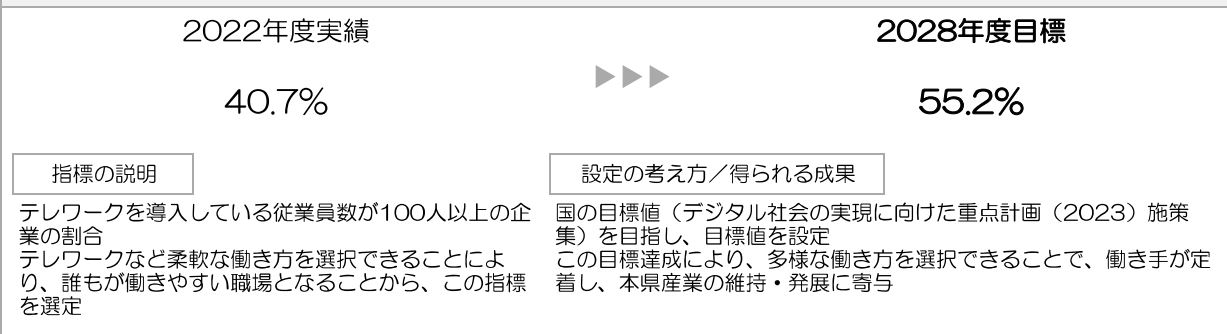 2022年度実績
2028年度目標
▶▶▶
40.7%
55.2%
指標の説明
設定の考え方／得られる成果
テレワークを導入している従業員数が100人以上の企
業の割合
テレワークなど柔軟な働き方を選択できることによ
り、誰もが働きやすい職場となることから、この指標
を選定
国の目標値（デジタル社会の実現に向けた重点計画（2023）施策
集）を目指し、目標値を設定
この目標達成により、多様な働き方を選択できることで、働き手が定
着し、本県産業の維持・発展に寄与